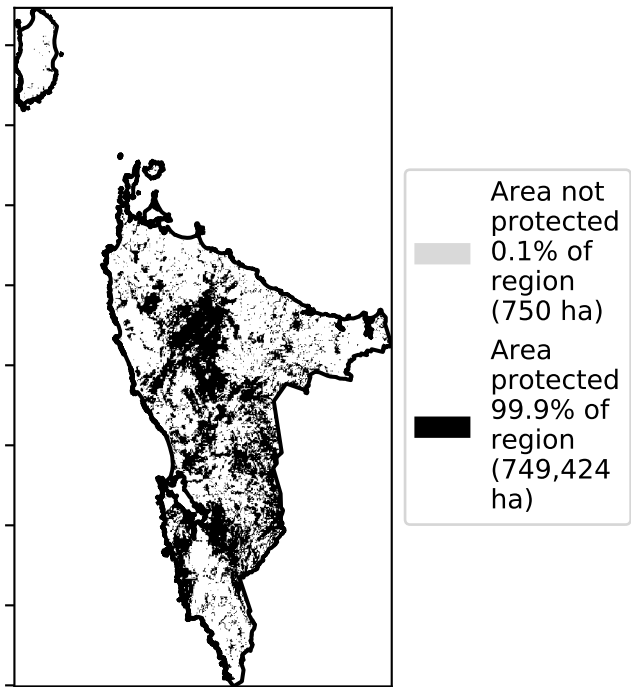 Area not
protected
0.1% of
region
(750 ha)
Area
protected
99.9% of
region
(749,424
ha)